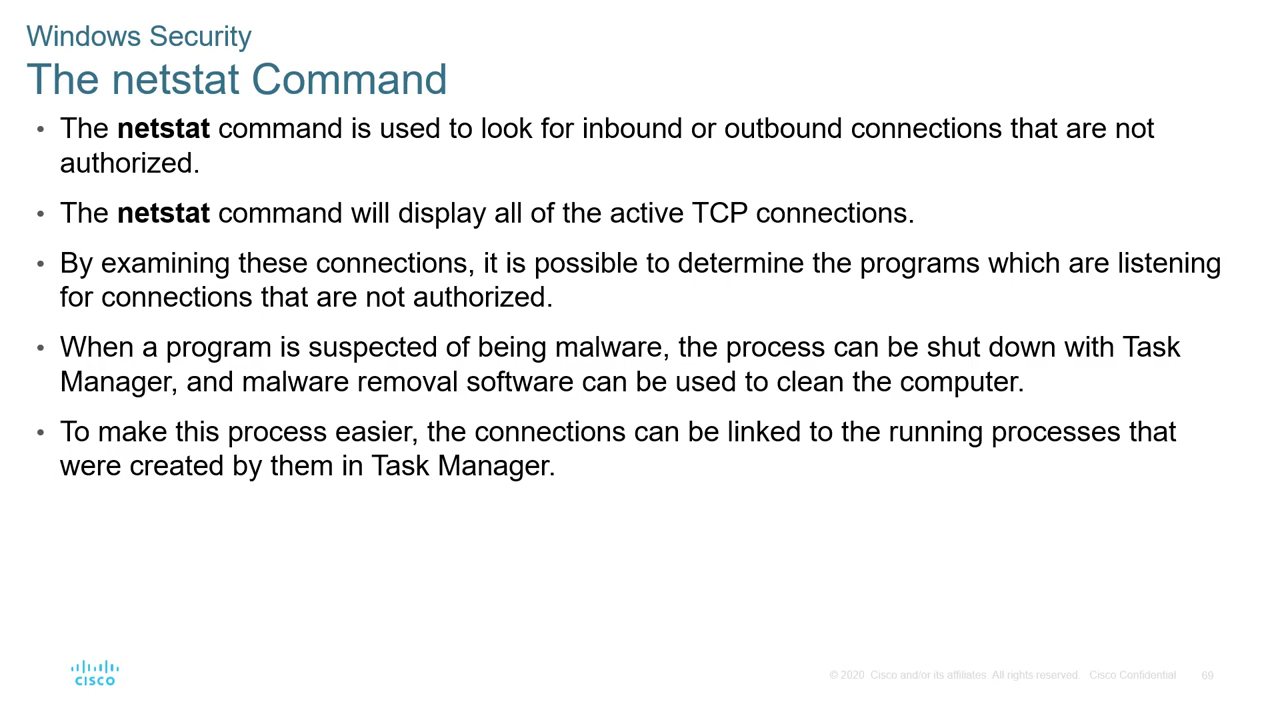 Windows Security
The netstat Command
• The netstat command is used to look for inbound or outbound connections that are not
authorized.
• The netstat command will display all of the active TCP connections.
• By examining these connections, it is possible to determine the programs which are listening
for connections that are not authorized.
• When a program is suspected of being malware, the process can be shut down with Task
Manager, and malware removal software can be used to clean the computer.
• To make this process easier, the connections can be linked to the running processes that
were created by them in Task Manager.
CISCO
© 2020 Cisco and/or its affiliates. All rights reserved. Cisco Confidential 69